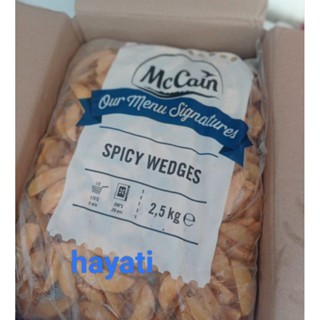 McCain
Our Menu Signatures
SPICY WEDGES
2,5 kg e
hayati